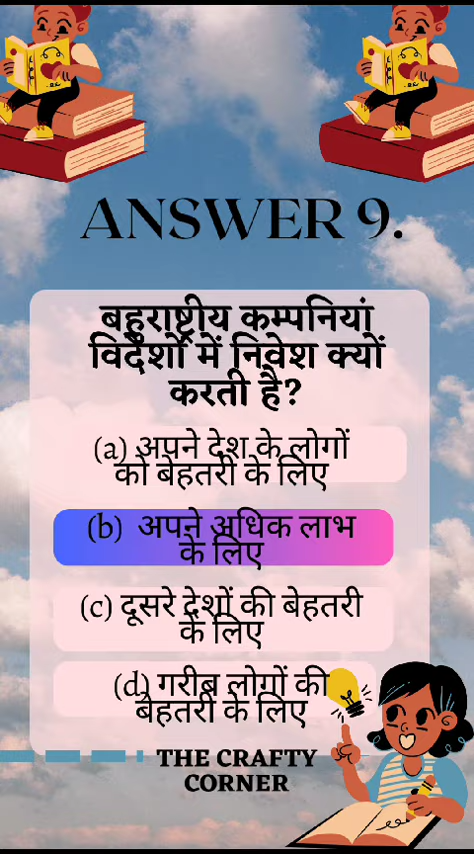 ANSWER 9.
बहुराष्ट्रीय कम्पनियां
विदेशों में निवेश क्यों
करती है?
(a) अपने देश के लोगों
को बेहतरी के लिए
(b) अपने अधिक लाभ
के लिए
(c) दूसरे देशों की बेहतरी
के लिए
(d) गरीब लोगों की
बेहतरी के लिए
THE CRAFTY
CORNER